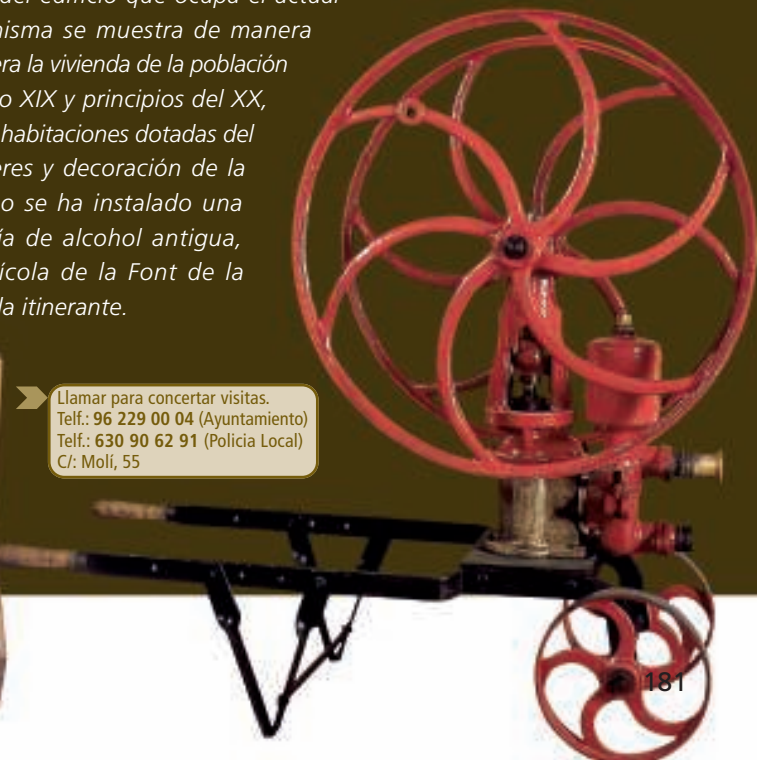 del edificio que ocupa el actual
misma se muestra de manera
era la vivienda de la población
o XIX y principios del XX,
habitaciones dotadas del
eres y decoración de la
o se ha instalado una
ía de alcohol antigua,
ícola de la Font de la
da itinerante.
Llamar para concertar visitas.
Telf.: 96 229 00 04 (Ayuntamiento)
Telf.: 630 90 62 91 (Policia Local)
C/: Molí, 55
181